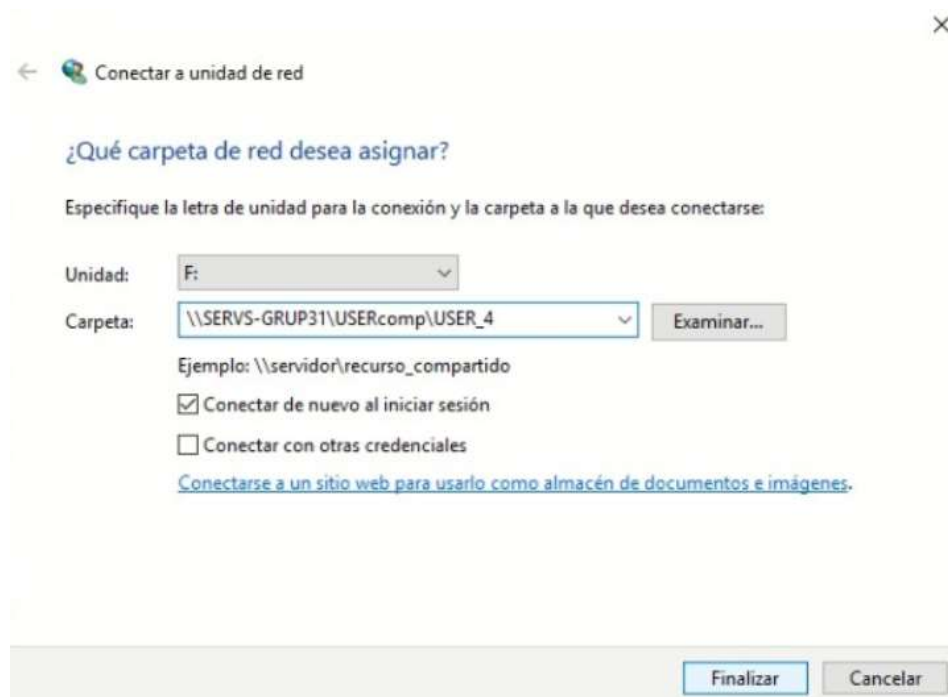 Conectar a unidad de red
¿Qué carpeta de red desea asignar?
Especifique la letra de unidad para la conexión y la carpeta a la que desea conectarse:
Unidad: F:
Carpeta: \\SERVS-GRUP31\USERcomp\USER_4 Examinar...
Ejemplo: \\servidor\recurso_compartido
Conectar de nuevo al iniciar sesión
Conectar con otras credenciales
Conectarse a un sitio web para usarlo como almacén de documentos e imágenes.
Finalizar Cancelar